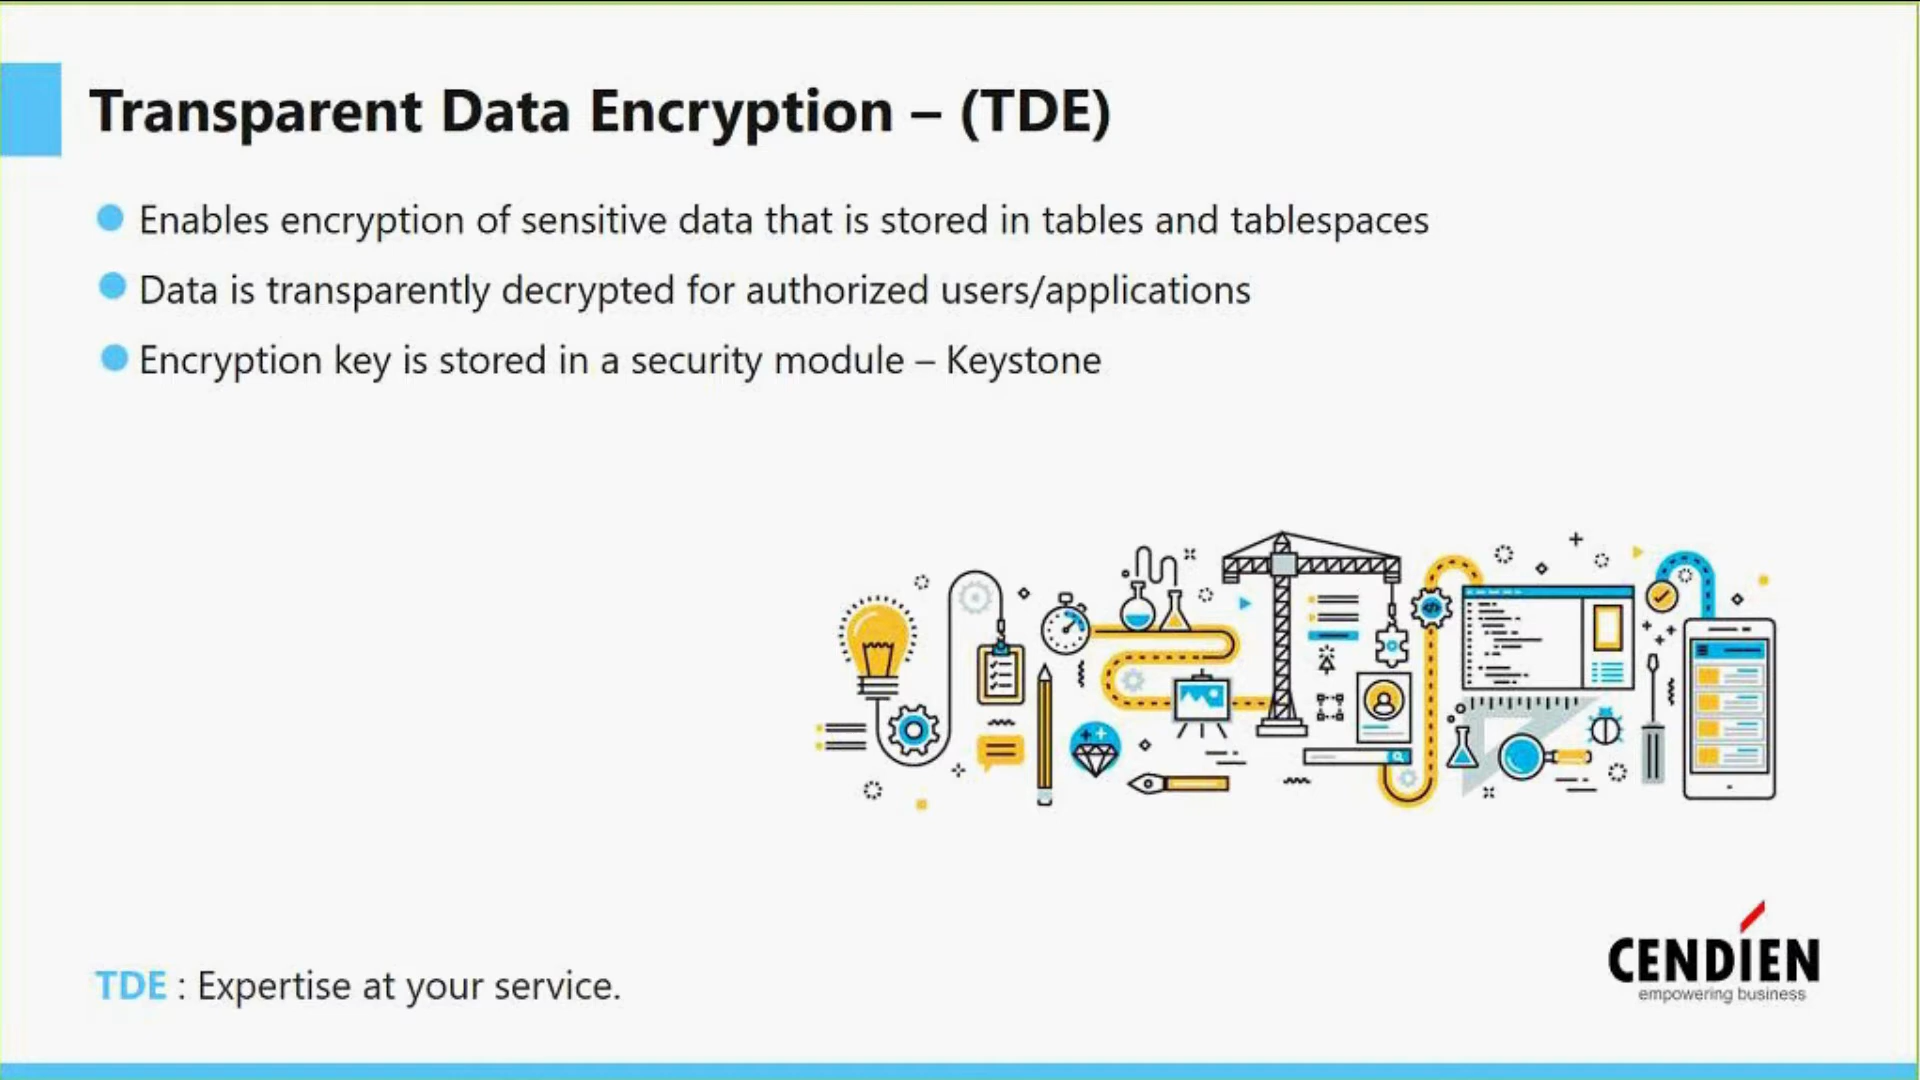 Transparent Data Encryption – (TDE)
Enables encryption of sensitive data that is stored in tables and tablespaces
Data is transparently decrypted for authorized users/applications
Encryption key is stored in a security module – Keystone
TDE : Expertise at your service.
CENDIEN
empowering business